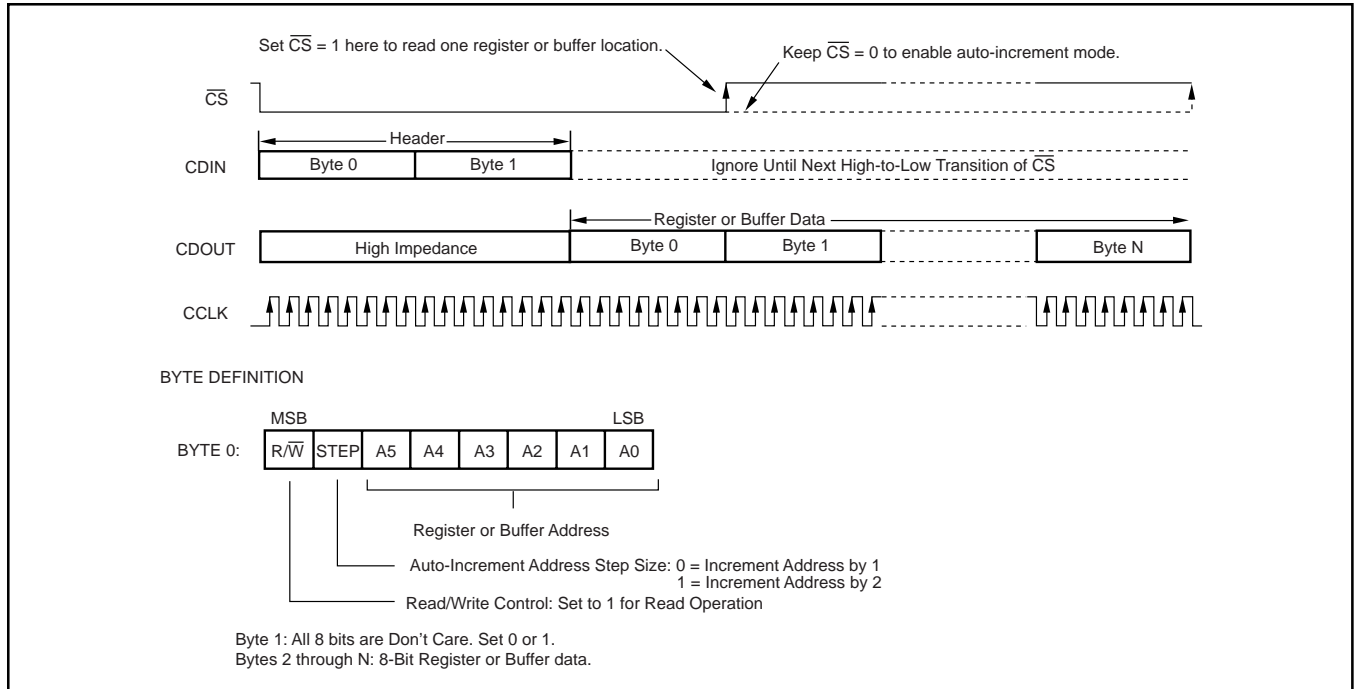 Set C̅S̅ = 1 here to read one register or buffer location.
Keep C̅S̅ = 0 to enable auto-increment mode.
C̅S̅
Header
CDIN
Byte 0
Byte 1
Ignore Until Next High-to-Low Transition of C̅S̅
Register or Buffer Data
CDOUT
High Impedance
Byte 0
Byte 1
Byte N
CCLK
BYTE DEFINITION
MSB
LSB
BYTE 0:
R/W̅
STEP
A5
A4
A3
A2
A1
A0
Register or Buffer Address
Auto-Increment Address Step Size: 0 = Increment Address by 1
1 = Increment Address by 2
Read/Write Control: Set to 1 for Read Operation
Byte 1: All 8 bits are Don’t Care. Set 0 or 1.
Bytes 2 through N: 8-Bit Register or Buffer data.